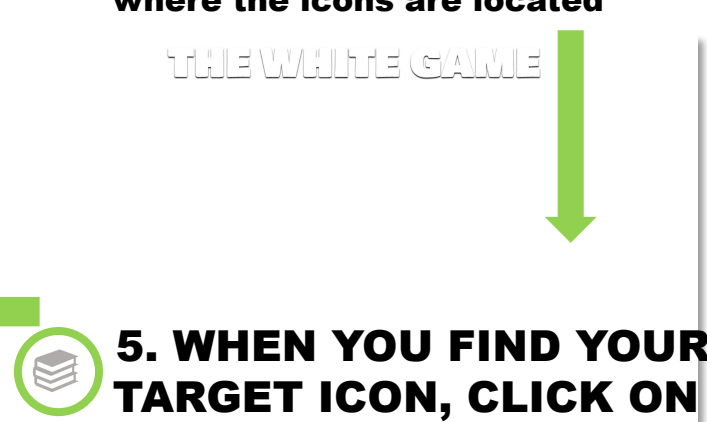 where the icons are located
THE WHITE GAME
5. WHEN YOU FIND YOUR
TARGET ICON, CLICK ON